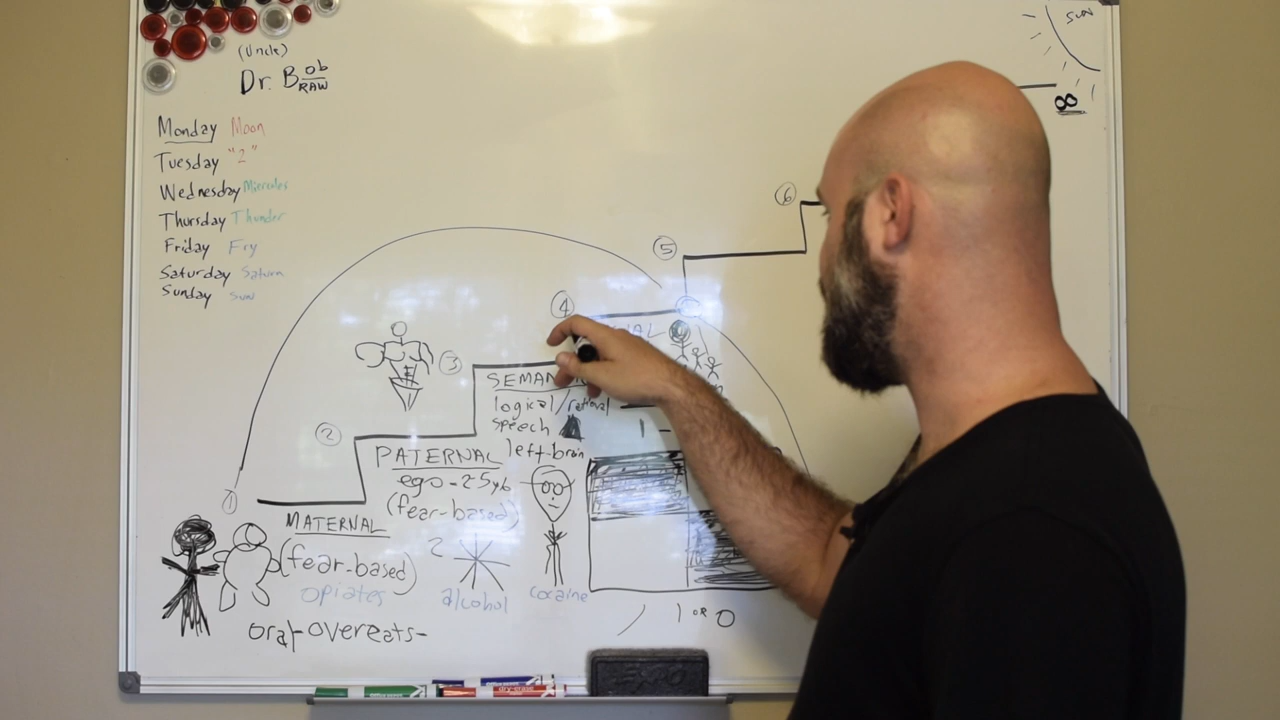 (Uncle)
Dr. Bob
RAW
SUN
∞
Monday Moon
Tuesday "2"
Wednesday Miercoles
Thursday Thunder
Friday Fry
Saturday Saturn
Sunday Sun
6
5
4
3
SEMAN
logical/rational
speech
left-brain
2
PATERNAL
ego-25yb
(fear-based)
1
MATERNAL
(fear-based)
opiates
2
alcohol
cocaine
1 or 0
oral-overeats-